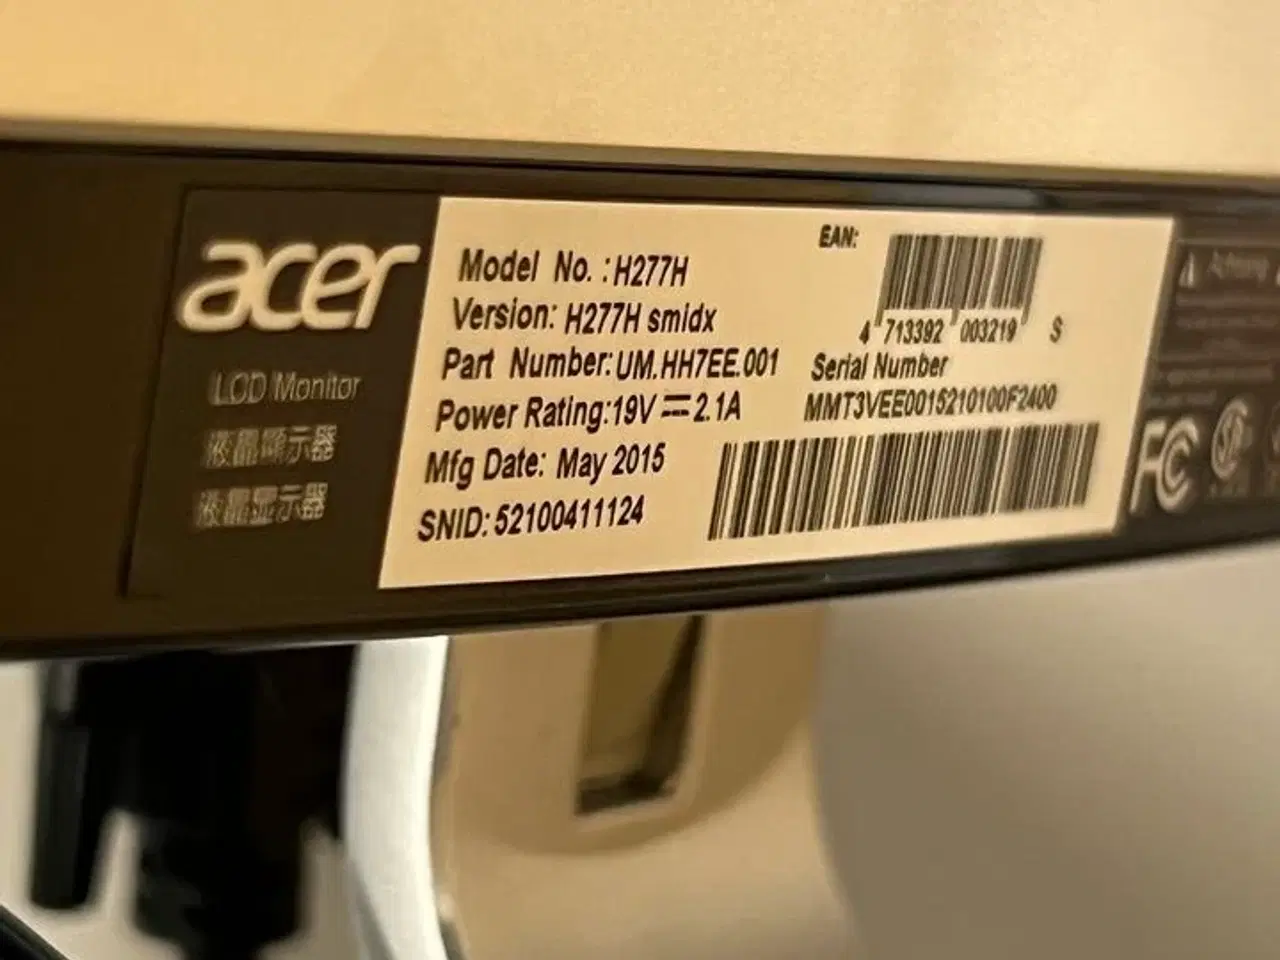 acer
LCD Monitor
液晶顯示器
液晶显示器
Model No. : H277H
Version: H277H smidx
Part Number: UM.HH7EE.001
Power Rating: 19V ⎓ 2.1A
Mfg Date: May 2015
SNID: 52100411124
EAN:
4 713392 003219 S
Serial Number
MMT3VEE0015210100F2400
FC